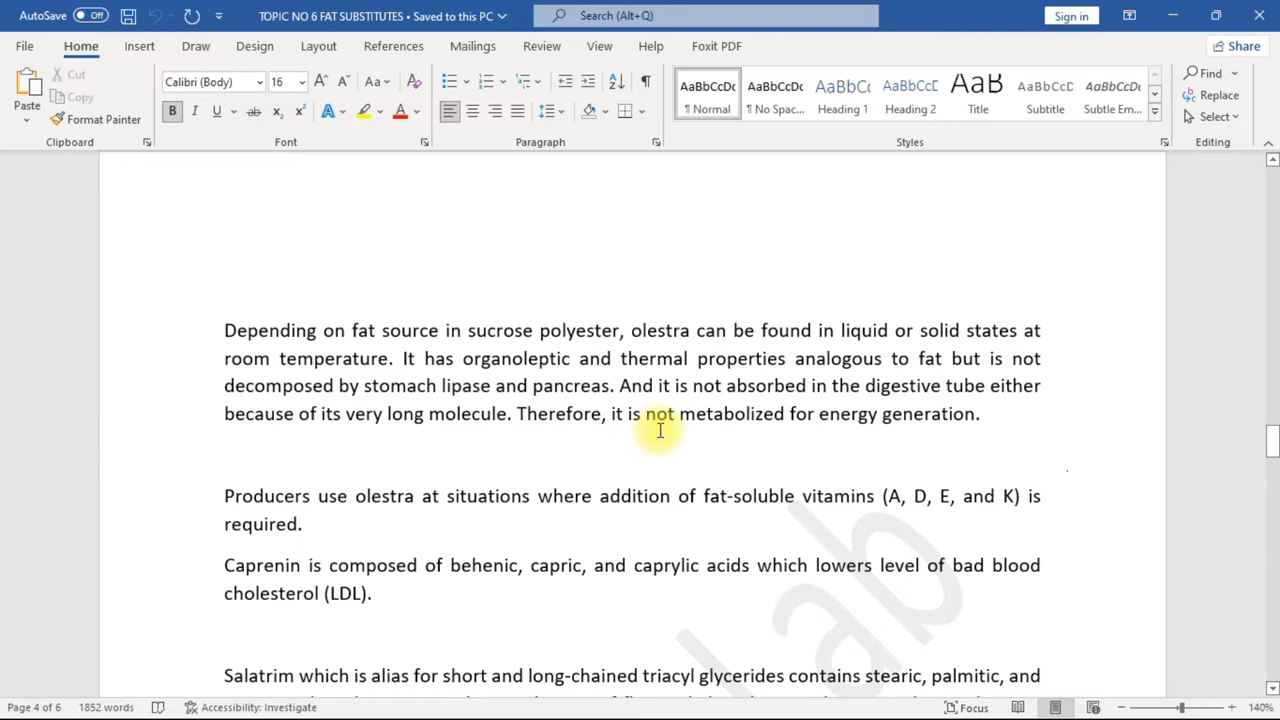 AutoSave Off TOPIC NO 6 FAT SUBSTITUTES • Saved to this PC Search (Alt+Q) Sign in
File Home Insert Draw Design Layout References Mailings Review View Help Foxit PDF Share
Paste Cut Copy Format Painter
Calibri (Body) 16
AaBbCcDc AaBbCcDc AaBbCc AaBbCcD AaB AaBbCcD AaBbCcDc
¶ Normal ¶ No Spac... Heading 1 Heading 2 Title Subtitle Subtle Em...
Find Replace Select
Clipboard Font Paragraph Styles Editing
Depending on fat source in sucrose polyester, olestra can be found in liquid or solid states at
room temperature. It has organoleptic and thermal properties analogous to fat but is not
decomposed by stomach lipase and pancreas. And it is not absorbed in the digestive tube either
because of its very long molecule. Therefore, it is not metabolized for energy generation.
Producers use olestra at situations where addition of fat-soluble vitamins (A, D, E, and K) is
required.
Caprenin is composed of behenic, capric, and caprylic acids which lowers level of bad blood
cholesterol (LDL).
Salatrim which is alias for short and long-chained triacyl glycerides contains stearic, palmitic, and
Page 4 of 6 1852 words Accessibility: Investigate Focus 140%